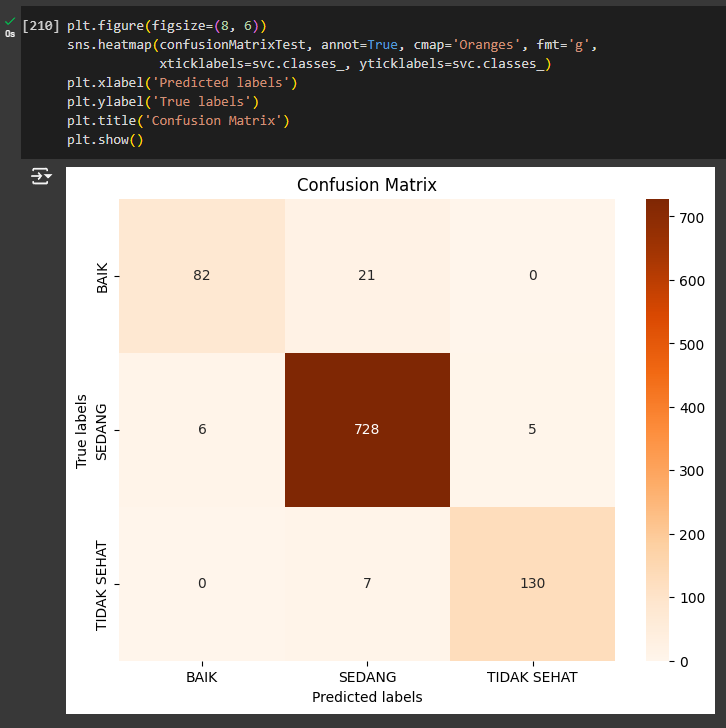 [210] plt.figure(figsize=(8, 6))
0s
sns.heatmap(confusionMatrixTest, annot=True, cmap='Oranges', fmt='g',
xticklabels=svc.classes_, yticklabels=svc.classes_)
plt.xlabel('Predicted labels')
plt.ylabel('True labels')
plt.title('Confusion Matrix')
plt.show()
Confusion Matrix
BAIK
82 21 0
SEDANG
6 728 5
TIDAK SEHAT
0 7 130
True labels
BAIK SEDANG TIDAK SEHAT
Predicted labels
700
600
500
400
300
200
100
0